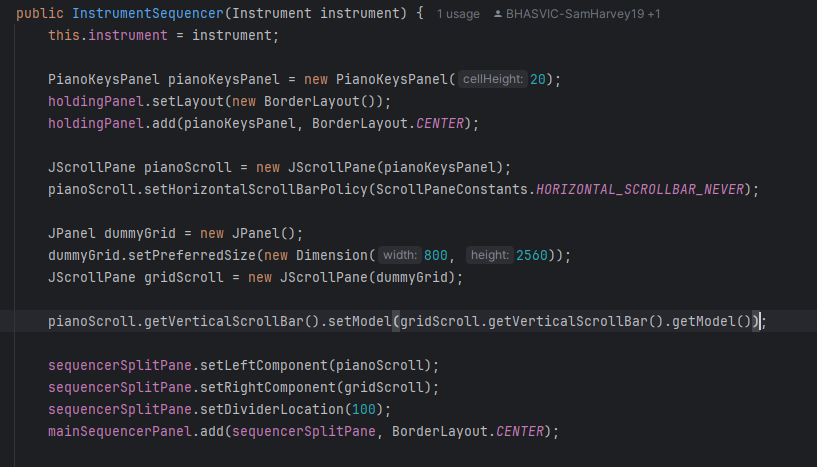 public InstrumentSequencer(Instrument instrument) { 1 usage BHASVIC-SamHarvey19 +1
this.instrument = instrument;
PianoKeysPanel pianoKeysPanel = new PianoKeysPanel( cellHeight: 20);
holdingPanel.setLayout(new BorderLayout());
holdingPanel.add(pianoKeysPanel, BorderLayout.CENTER);
JScrollPane pianoScroll = new JScrollPane(pianoKeysPanel);
pianoScroll.setHorizontalScrollBarPolicy(ScrollPaneConstants.HORIZONTAL_SCROLLBAR_NEVER);
JPanel dummyGrid = new JPanel();
dummyGrid.setPreferredSize(new Dimension( width: 800, height: 2560));
JScrollPane gridScroll = new JScrollPane(dummyGrid);
pianoScroll.getVerticalScrollBar().setModel(gridScroll.getVerticalScrollBar().getModel());
sequencerSplitPane.setLeftComponent(pianoScroll);
sequencerSplitPane.setRightComponent(gridScroll);
sequencerSplitPane.setDividerLocation(100);
mainSequencerPanel.add(sequencerSplitPane, BorderLayout.CENTER);